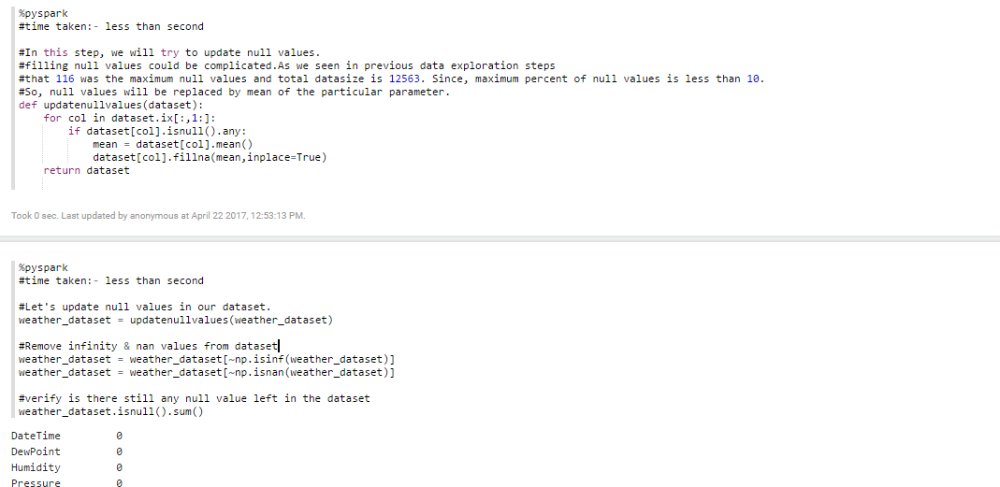 %pyspark
#time taken:- less than second
#In this step, we will try to update null values.
#filling null values could be complicated.As we seen in previous data exploration steps
#that 116 was the maximum null values and total datasize is 12563. Since, maximum percent of null values is less than 10.
#So, null values will be replaced by mean of the particular parameter.
def updatenullvalues(dataset):
    for col in dataset.ix[:,1:]:
        if dataset[col].isnull().any:
            mean = dataset[col].mean()
            dataset[col].fillna(mean,inplace=True)
    return dataset
Took 0 sec. Last updated by anonymous at April 22 2017, 12:53:13 PM.
%pyspark
#time taken:- less than second
#Let's update null values in our dataset.
weather_dataset = updatenullvalues(weather_dataset)
#Remove infinity & nan values from dataset
weather_dataset = weather_dataset[~np.isinf(weather_dataset)]
weather_dataset = weather_dataset[~np.isnan(weather_dataset)]
#verify is there still any null value left in the dataset
weather_dataset.isnull().sum()
DateTime 0
DewPoint 0
Humidity 0
Pressure 0